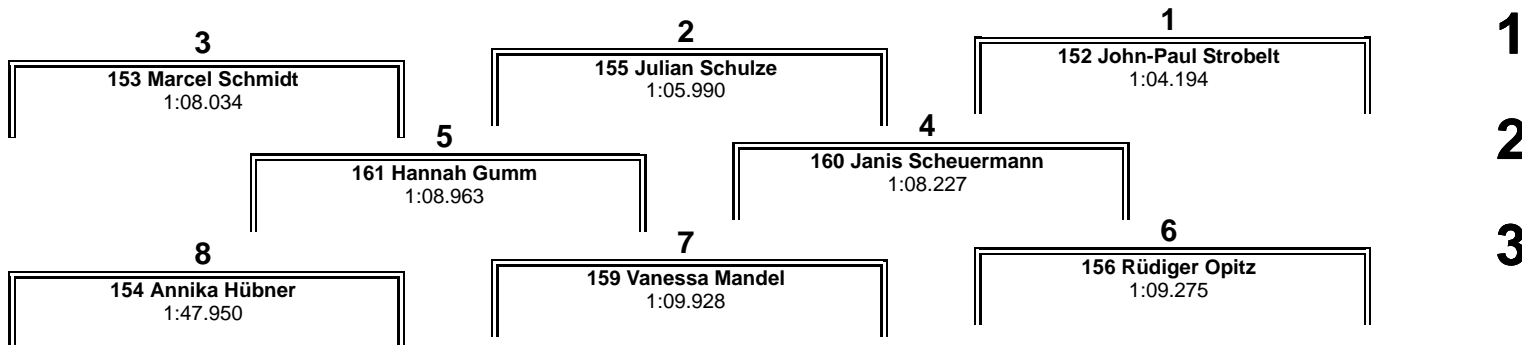 3
153 Marcel Schmidt
1:08.034
2
155 Julian Schulze
1:05.990
1
152 John-Paul Strobelt
1:04.194
1
5
161 Hannah Gumm
1:08.963
4
160 Janis Scheuermann
1:08.227
2
8
154 Annika Hübner
1:47.950
7
159 Vanessa Mandel
1:09.928
6
156 Rüdiger Opitz
1:09.275
3